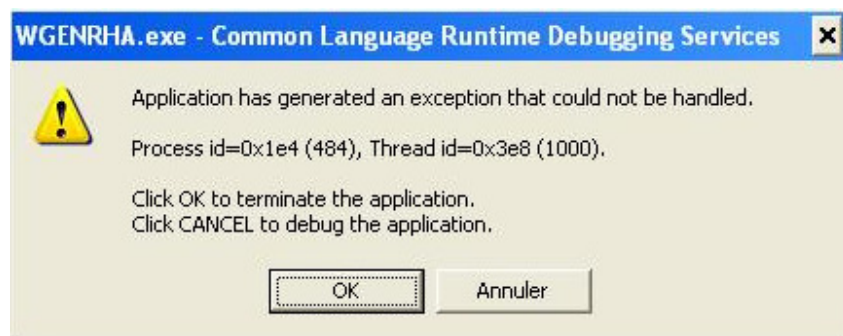 WGENRHA.exe - Common Language Runtime Debugging Services
Application has generated an exception that could not be handled.
Process id=0x1e4 (484), Thread id=0x3e8 (1000).
Click OK to terminate the application.
Click CANCEL to debug the application.
OK
Annuler